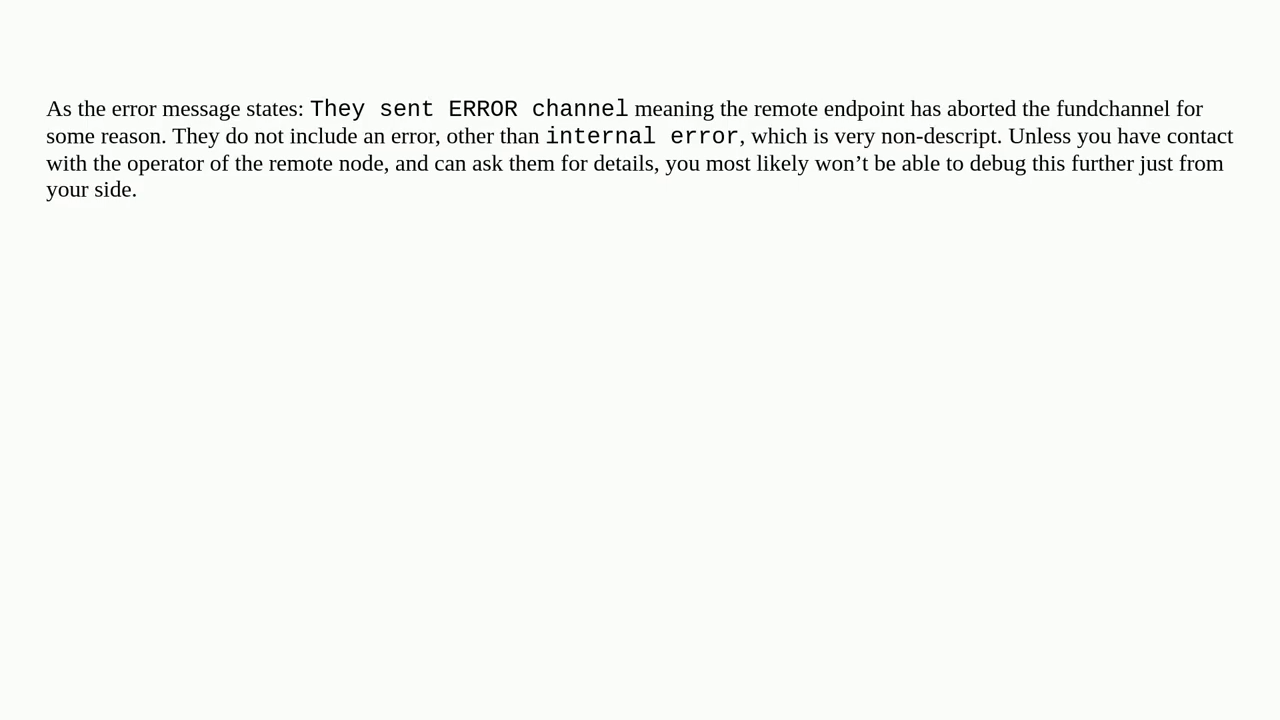 As the error message states: They sent ERROR channel meaning the remote endpoint has aborted the fundchannel for
some reason. They do not include an error, other than internal error, which is very non-descript. Unless you have contact
with the operator of the remote node, and can ask them for details, you most likely won’t be able to debug this further just from
your side.